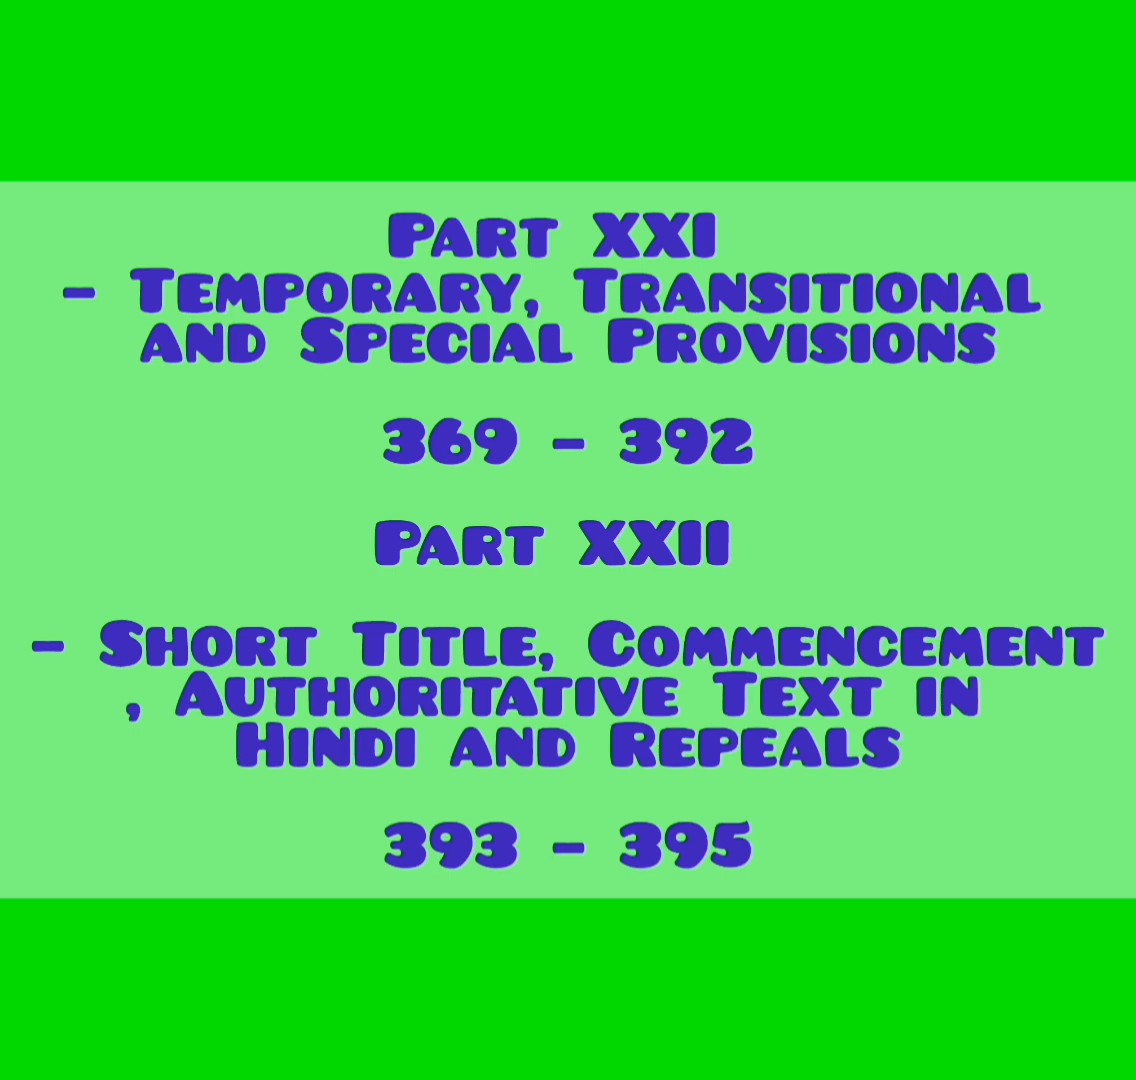 Part XXI
- Temporary, Transitional
and Special Provisions
369 - 392
Part XXII
- Short Title, Commencement
, Authoritative Text in
Hindi and Repeals
393 - 395